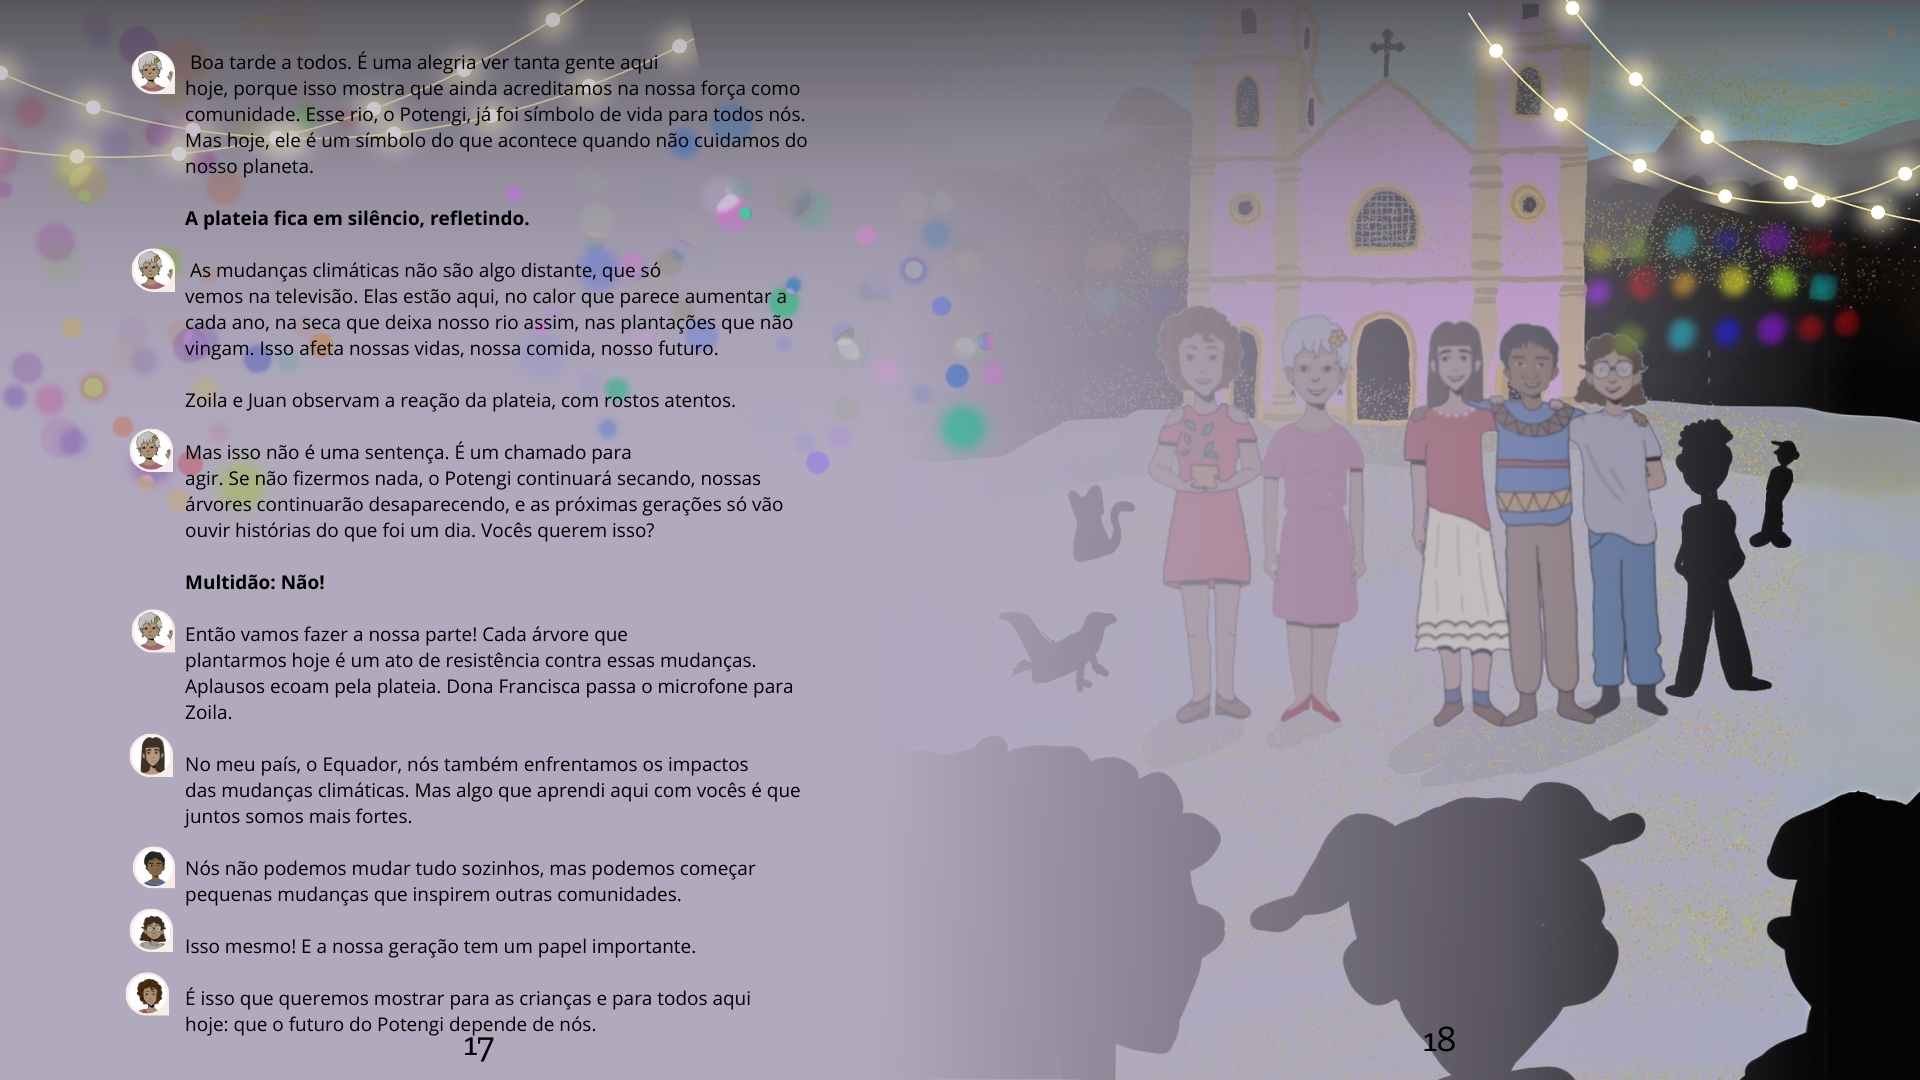 Boa tarde a todos. É uma alegria ver tanta gente aqui
hoje, porque isso mostra que ainda acreditamos na nossa força como
comunidade. Esse rio, o Potengi, já foi símbolo de vida para todos nós.
Mas hoje, ele é um símbolo do que acontece quando não cuidamos do
nosso planeta.
A plateia fica em silêncio, refletindo.
As mudanças climáticas não são algo distante, que só
vemos na televisão. Elas estão aqui, no calor que parece aumentar a
cada ano, na seca que deixa nosso rio assim, nas plantações que não
vingam. Isso afeta nossas vidas, nossa comida, nosso futuro.
Zoila e Juan observam a reação da plateia, com rostos atentos.
Mas isso não é uma sentença. É um chamado para
agir. Se não fizermos nada, o Potengi continuará secando, nossas
árvores continuarão desaparecendo, e as próximas gerações só vão
ouvir histórias do que foi um dia. Vocês querem isso?
Multidão: Não!
Então vamos fazer a nossa parte! Cada árvore que
plantarmos hoje é um ato de resistência contra essas mudanças.
Aplausos ecoam pela plateia. Dona Francisca passa o microfone para
Zoila.
No meu país, o Equador, nós também enfrentamos os impactos
das mudanças climáticas. Mas algo que aprendi aqui com vocês é que
juntos somos mais fortes.
Nós não podemos mudar tudo sozinhos, mas podemos começar
pequenas mudanças que inspirem outras comunidades.
Isso mesmo! E a nossa geração tem um papel importante.
É isso que queremos mostrar para as crianças e para todos aqui
hoje: que o futuro do Potengi depende de nós.
17
18